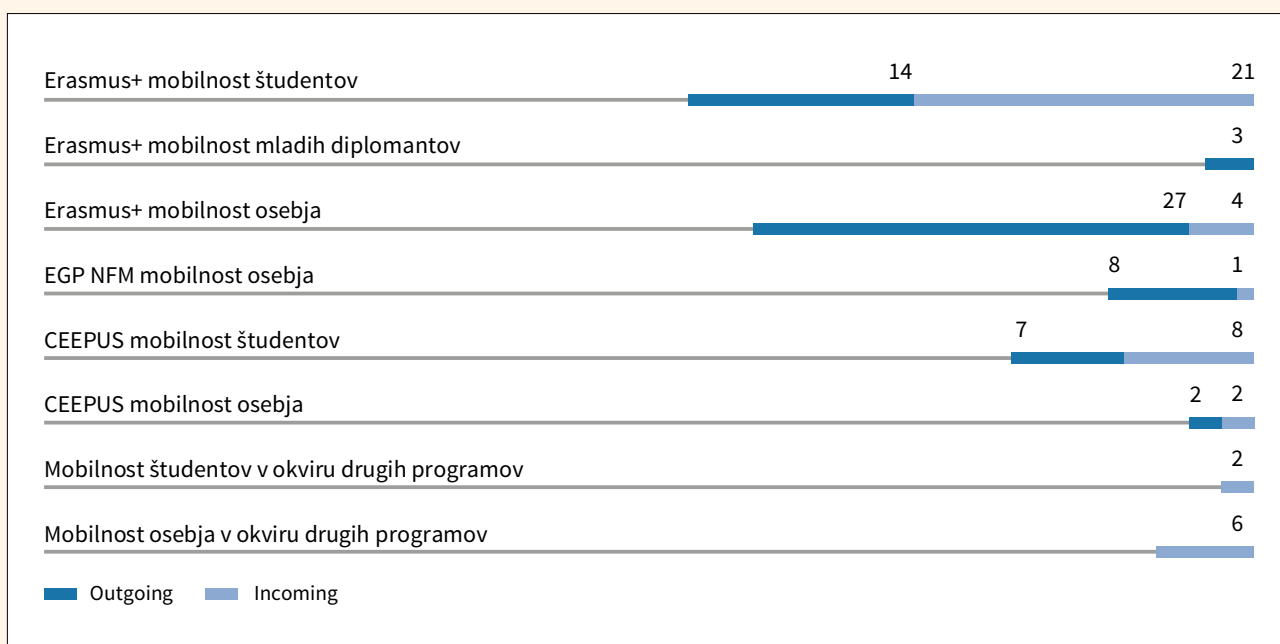 Erasmus+ mobilnost študentov 14 21
Erasmus+ mobilnost mladih diplomantov 3
Erasmus+ mobilnost osebja 27 4
EGP NFM mobilnost osebja 8 1
CEEPUS mobilnost študentov 7 8
CEEPUS mobilnost osebja 2 2
Mobilnost študentov v okviru drugih programov 2
Mobilnost osebja v okviru drugih programov 6
Outgoing Incoming